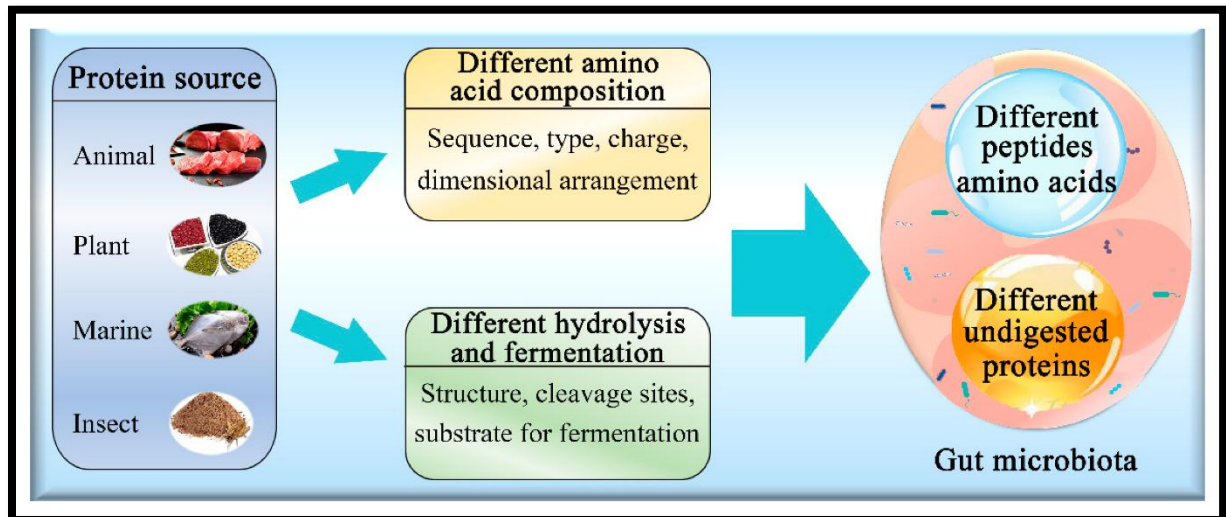 Protein source
Animal
Plant
Marine
Insect
Different amino
acid composition
Sequence, type, charge,
dimensional arrangement
Different hydrolysis
and fermentation
Structure, cleavage sites,
substrate for fermentation
Different
peptides
amino acids
Different
undigested
proteins
Gut microbiota